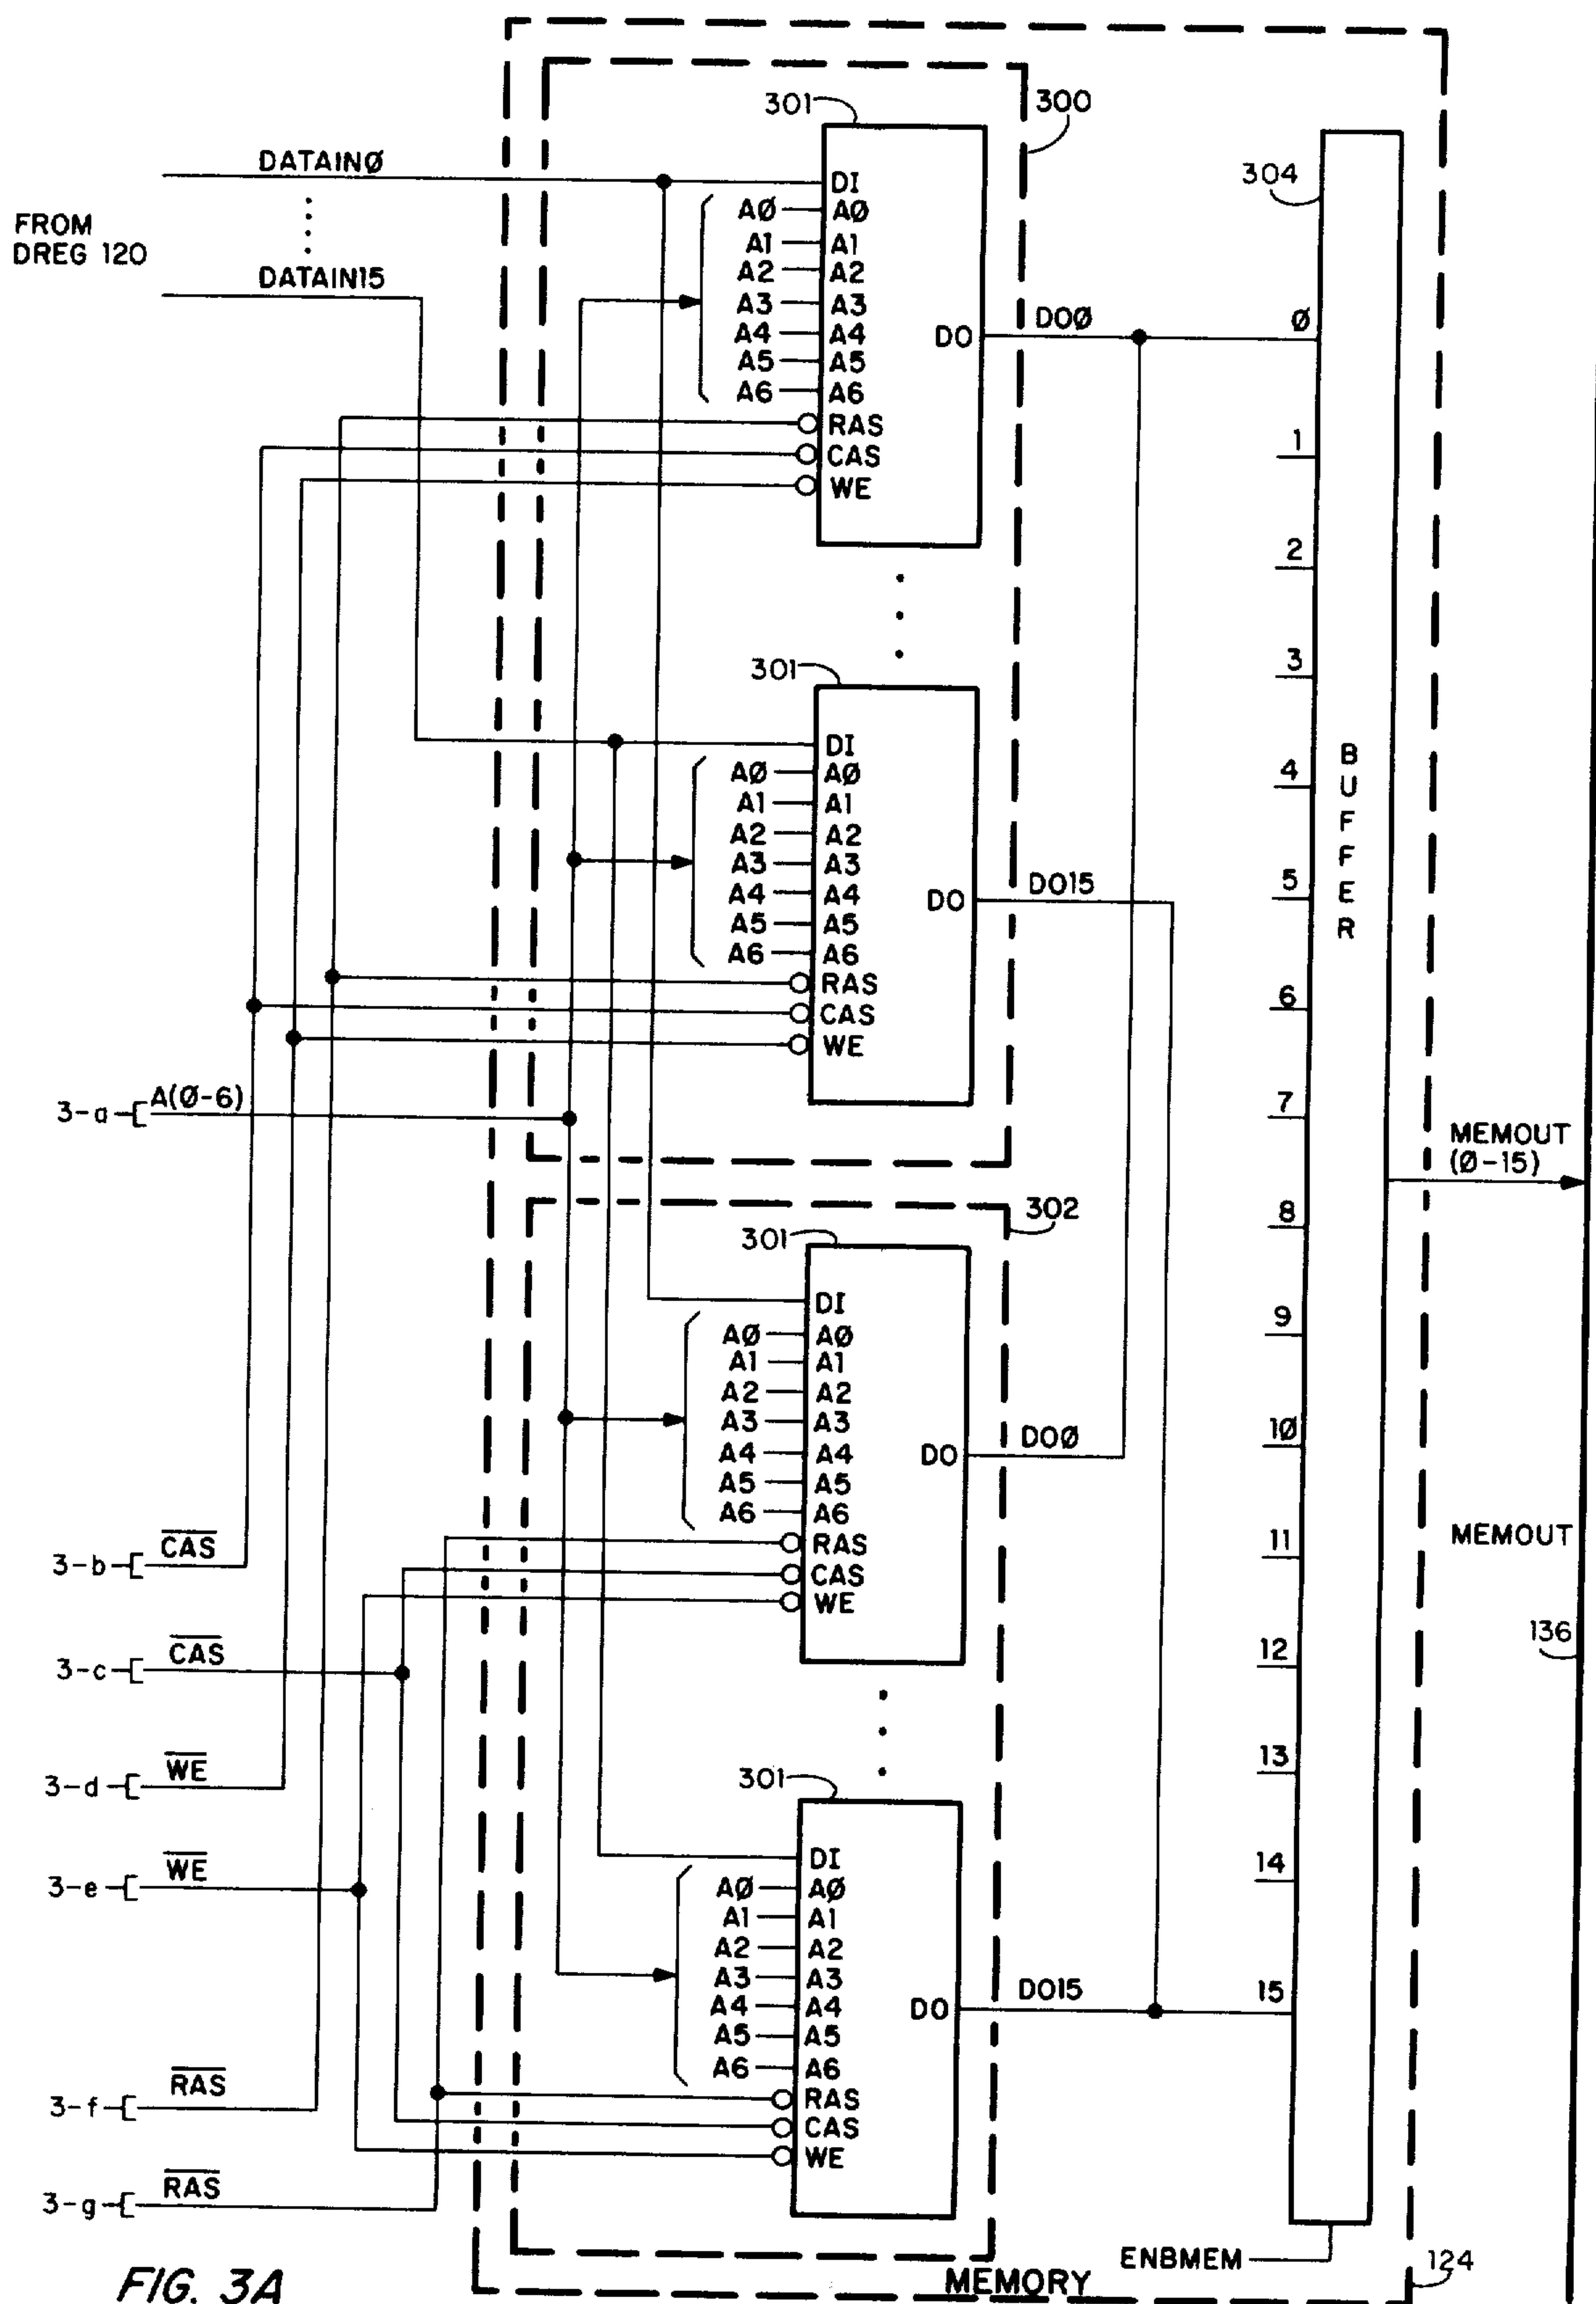 301
300
DATAINØ
DI
304
FROM
DREG 120
AØ AØ
A1 A1
DATAIN15
A2 A2
A3 A3
A4 A4
DO
DOØ
Ø
A5 A5
A6 A6
RAS
CAS
1
WE
2
3
301
DI
BUFFER
AØ AØ
4
A1 A1
A2 A2
A3 A3
A4 A4
DO
DO15
5
A5 A5
A6 A6
RAS
6
CAS
WE
3-a
A(Ø-6)
7
MEMOUT
(Ø-15)
302
8
301
DI
AØ AØ
9
A1 A1
A2 A2
A3 A3
A4 A4
DO
DOØ
1Ø
A5 A5
A6 A6
RAS
11
MEMOUT
3-b
CAS
CAS
WE
136
3-c
CAS
12
3-d
WE
301
13
DI
14
3-e
WE
AØ AØ
A1 A1
A2 A2
A3 A3
A4 A4
DO
DO15
15
A5 A5
A6 A6
3-f
RAS
RAS
CAS
WE
3-g
RAS
ENBMEM
124
FIG. 3A
MEMORY